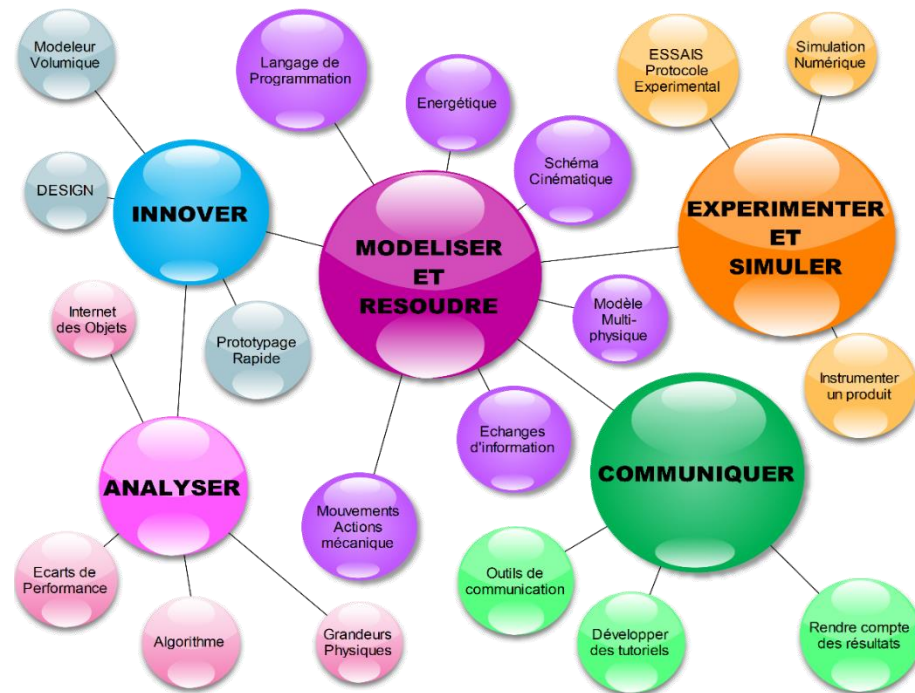 Modeleur
Volumique
DESIGN
INNOVER
Prototypage
Rapide
Langage de
Programmation
Energétique
Schéma
Cinématique
MODELISER
ET
RESOUDRE
Modèle
Multi-
physique
Echanges
d'information
Mouvements
Actions
mécanique
ESSAIS
Protocole
Experimental
Simulation
Numérique
EXPERIMENTER
ET
SIMULER
Instrumenter
un produit
Internet
des Objets
ANALYSER
Ecarts de
Performance
Algorithme
Grandeurs
Physiques
COMMUNIQUER
Outils de
communication
Développer
des tutoriels
Rendre compte
des résultats